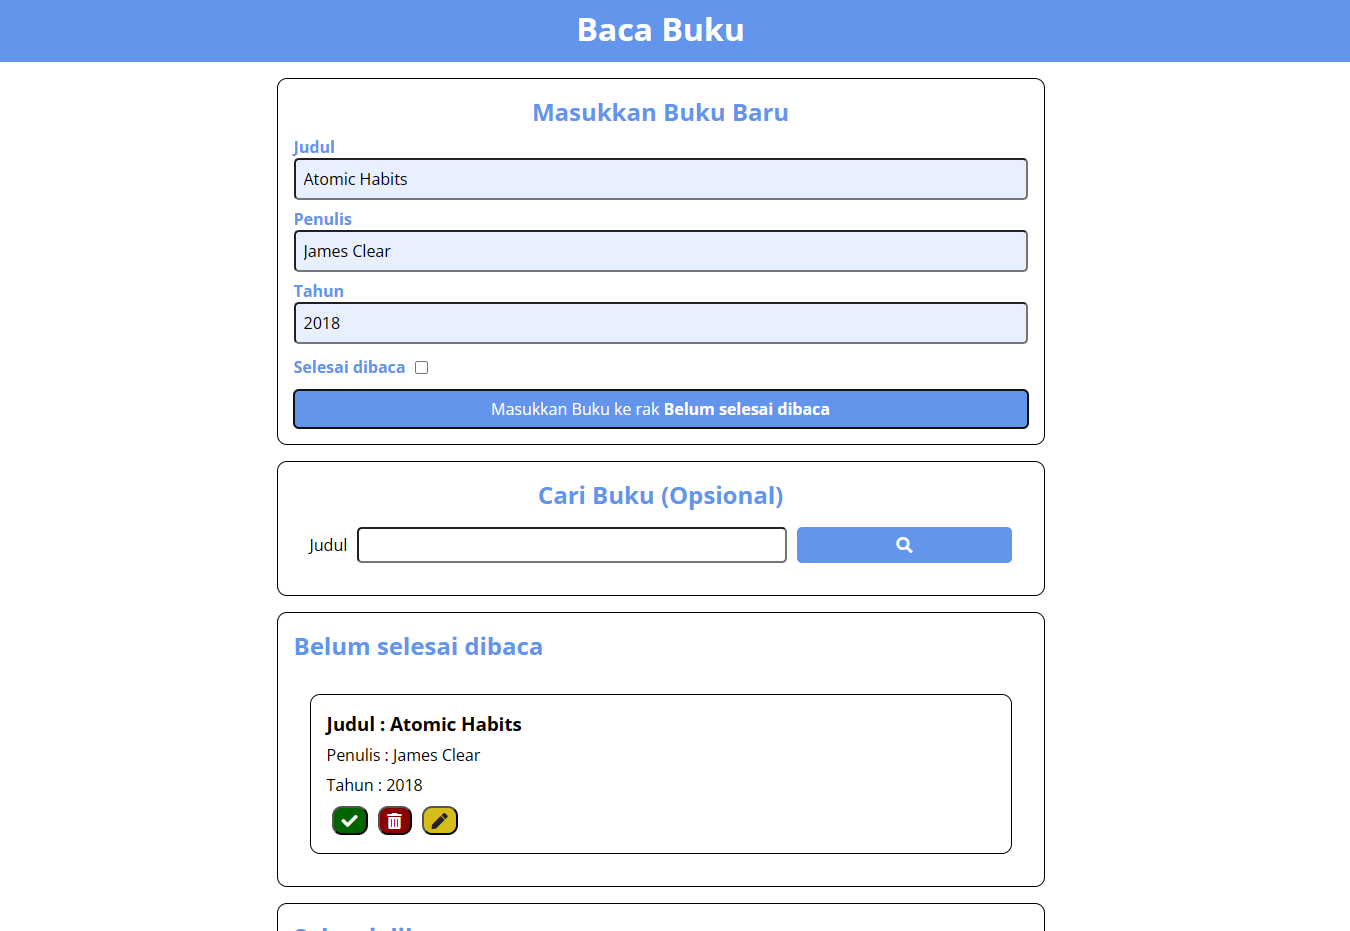 Baca Buku
Masukkan Buku Baru
Judul
Atomic Habits
Penulis
James Clear
Tahun
2018
Selesai dibaca
Masukkan Buku ke rak Belum selesai dibaca
Cari Buku (Opsional)
Judul
Belum selesai dibaca
Judul : Atomic Habits
Penulis : James Clear
Tahun : 2018